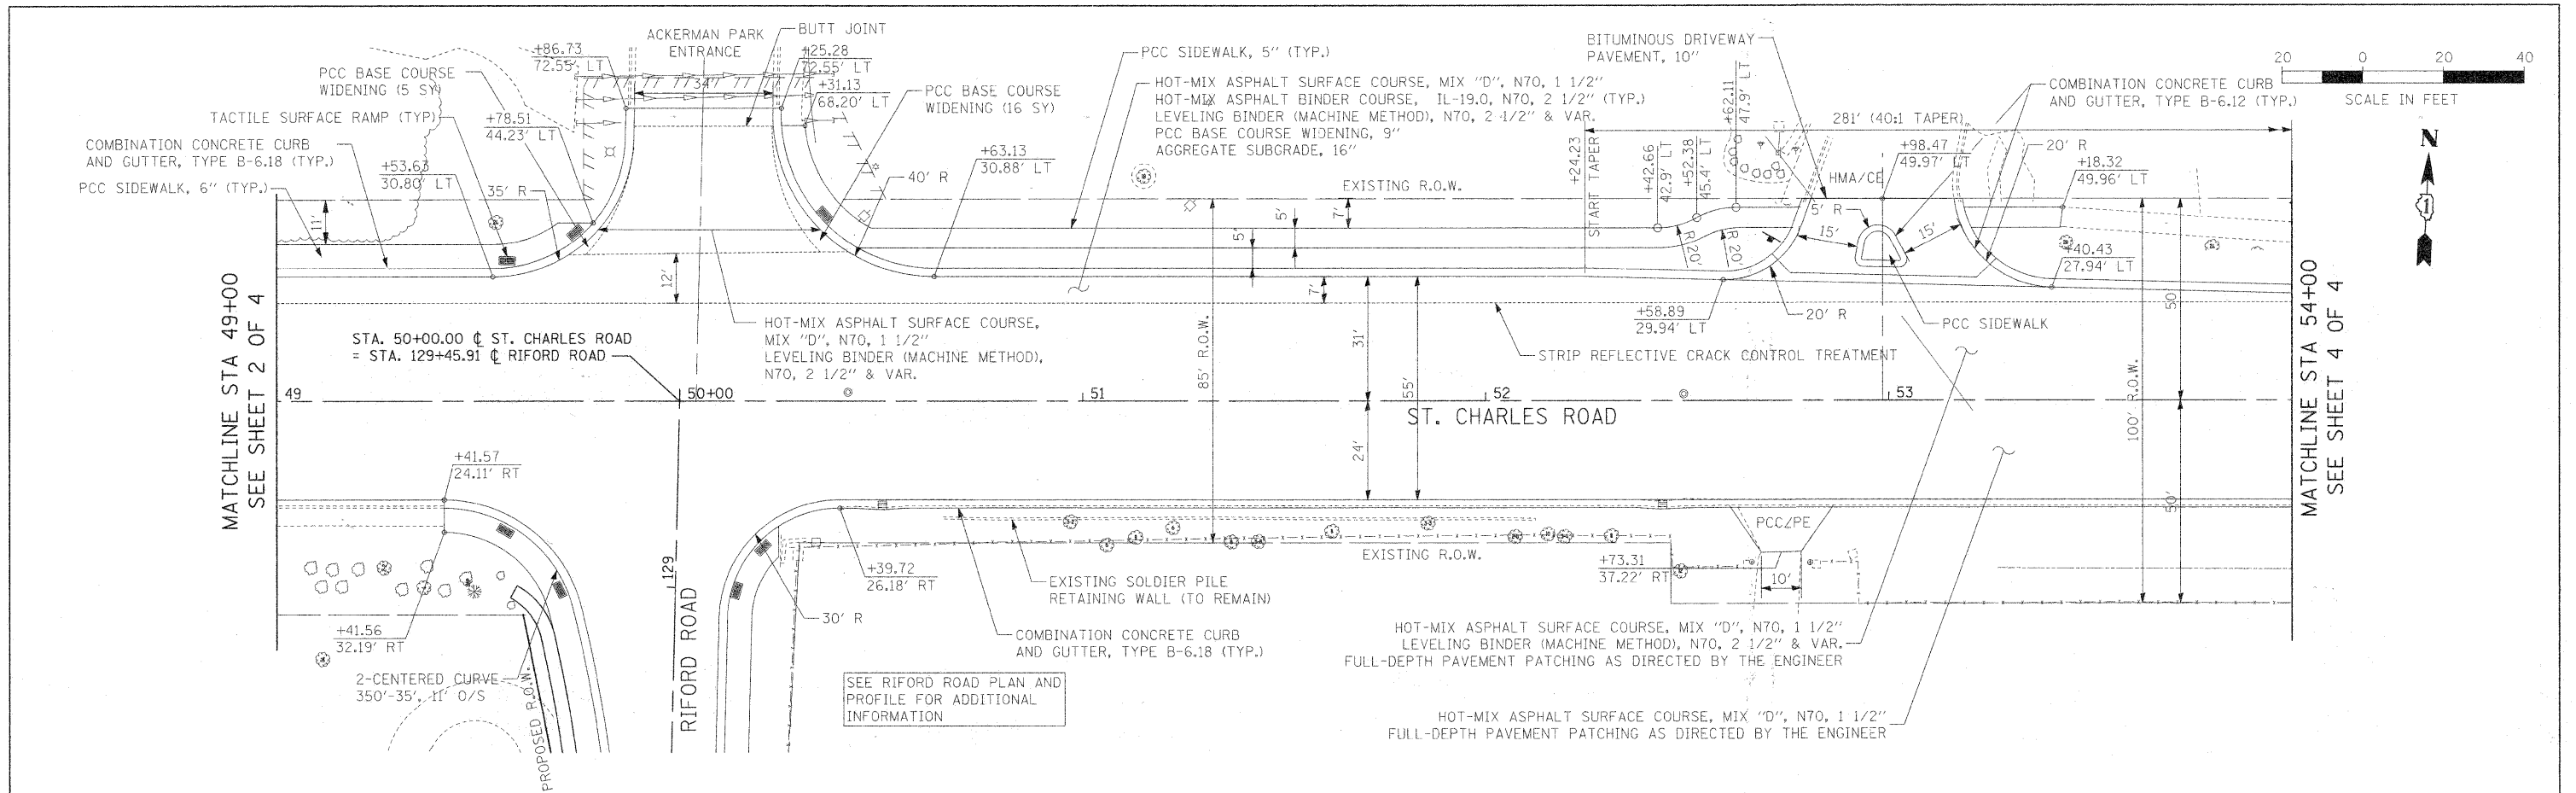 ACKERMAN PARK
ENTRANCE
BUTT JOINT
+86.73
72.55' LT
+25.28
72.55' LT
+31.13
68.20' LT
34'
PCC SIDEWALK, 5" (TYP.)
PCC BASE COURSE
WIDENING (5 SY)
TACTILE SURFACE RAMP (TYP)
COMBINATION CONCRETE CURB
AND GUTTER, TYPE B-6.18 (TYP.)
PCC SIDEWALK, 6" (TYP.)
+78.51
44.23' LT
+53.63
30.80' LT
35' R
11'
12'
PCC BASE COURSE
WIDENING (16 SY)
+63.13
30.88' LT
40' R
HOT-MIX ASPHALT SURFACE COURSE, MIX "D", N70, 1 1/2"
HOT-MIX ASPHALT BINDER COURSE, IL-19.0, N70, 2 1/2" (TYP.)
LEVELING BINDER (MACHINE METHOD), N70, 2 1/2" & VAR.
PCC BASE COURSE WIDENING, 9"
AGGREGATE SUBGRADE, 16"
EXISTING R.O.W.
5'
7'
5'
7'
BITUMINOUS DRIVEWAY
PAVEMENT, 10"
+24.23
START TAPER
+42.66
42.9' LT
+52.38
45.4' LT
+62.11
47.9' LT
R 20'
R 20'
281' (40:1 TAPER)
HMA/CE
5' R
15'
15'
+98.47
49.97' LT
20' R
+18.32
49.96' LT
+40.43
27.94' LT
COMBINATION CONCRETE CURB
AND GUTTER, TYPE B-6.12 (TYP.)
20 0 20 40
SCALE IN FEET
N
1
MATCHLINE STA 49+00
SEE SHEET 2 OF 4
STA. 50+00.00 ℄ ST. CHARLES ROAD
= STA. 129+45.91 ℄ RIFORD ROAD
HOT-MIX ASPHALT SURFACE COURSE,
MIX "D", N70, 1 1/2"
LEVELING BINDER (MACHINE METHOD),
N70, 2 1/2" & VAR.
85' R.O.W.
31'
55'
24'
+58.89
29.94' LT
20' R
PCC SIDEWALK
STRIP REFLECTIVE CRACK CONTROL TREATMENT
49
50+00
51
52
53
ST. CHARLES ROAD
100' R.O.W.
50'
50'
MATCHLINE STA 54+00
SEE SHEET 4 OF 4
+41.57
24.11' RT
+41.56
32.19' RT
2-CENTERED CURVE
350'-35', 11' O/S
PROPOSED R.O.W.
129
RIFORD ROAD
30' R
+39.72
26.18' RT
EXISTING SOLDIER PILE
RETAINING WALL (TO REMAIN)
COMBINATION CONCRETE CURB
AND GUTTER, TYPE B-6.18 (TYP.)
SEE RIFORD ROAD PLAN AND
PROFILE FOR ADDITIONAL
INFORMATION
EXISTING R.O.W.
+73.31
37.22' RT
PCC/PE
10'
HOT-MIX ASPHALT SURFACE COURSE, MIX "D", N70, 1 1/2"
LEVELING BINDER (MACHINE METHOD), N70, 2 1/2" & VAR.
FULL-DEPTH PAVEMENT PATCHING AS DIRECTED BY THE ENGINEER
HOT-MIX ASPHALT SURFACE COURSE, MIX "D", N70, 1 1/2"
FULL-DEPTH PAVEMENT PATCHING AS DIRECTED BY THE ENGINEER